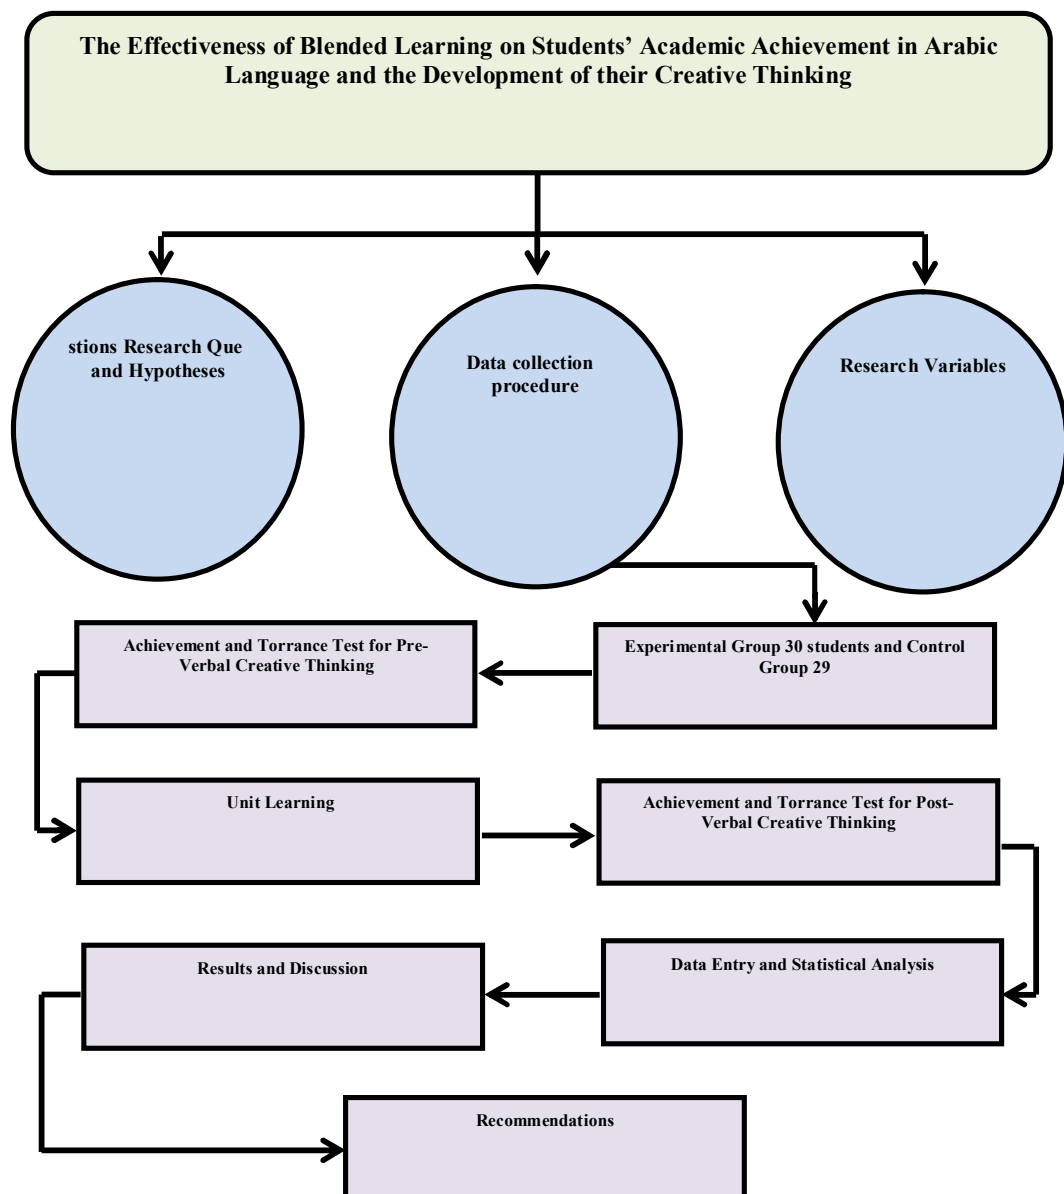 The Effectiveness of Blended Learning on Students’ Academic Achievement in Arabic
Language and the Development of their Creative Thinking
stions Research Que
and Hypotheses
Data collection
procedure
Research Variables
Experimental Group 30 students and Control
Group 29
Achievement and Torrance Test for Pre-
Verbal Creative Thinking
Unit Learning
Achievement and Torrance Test for Post-
Verbal Creative Thinking
Data Entry and Statistical Analysis
Results and Discussion
Recommendations